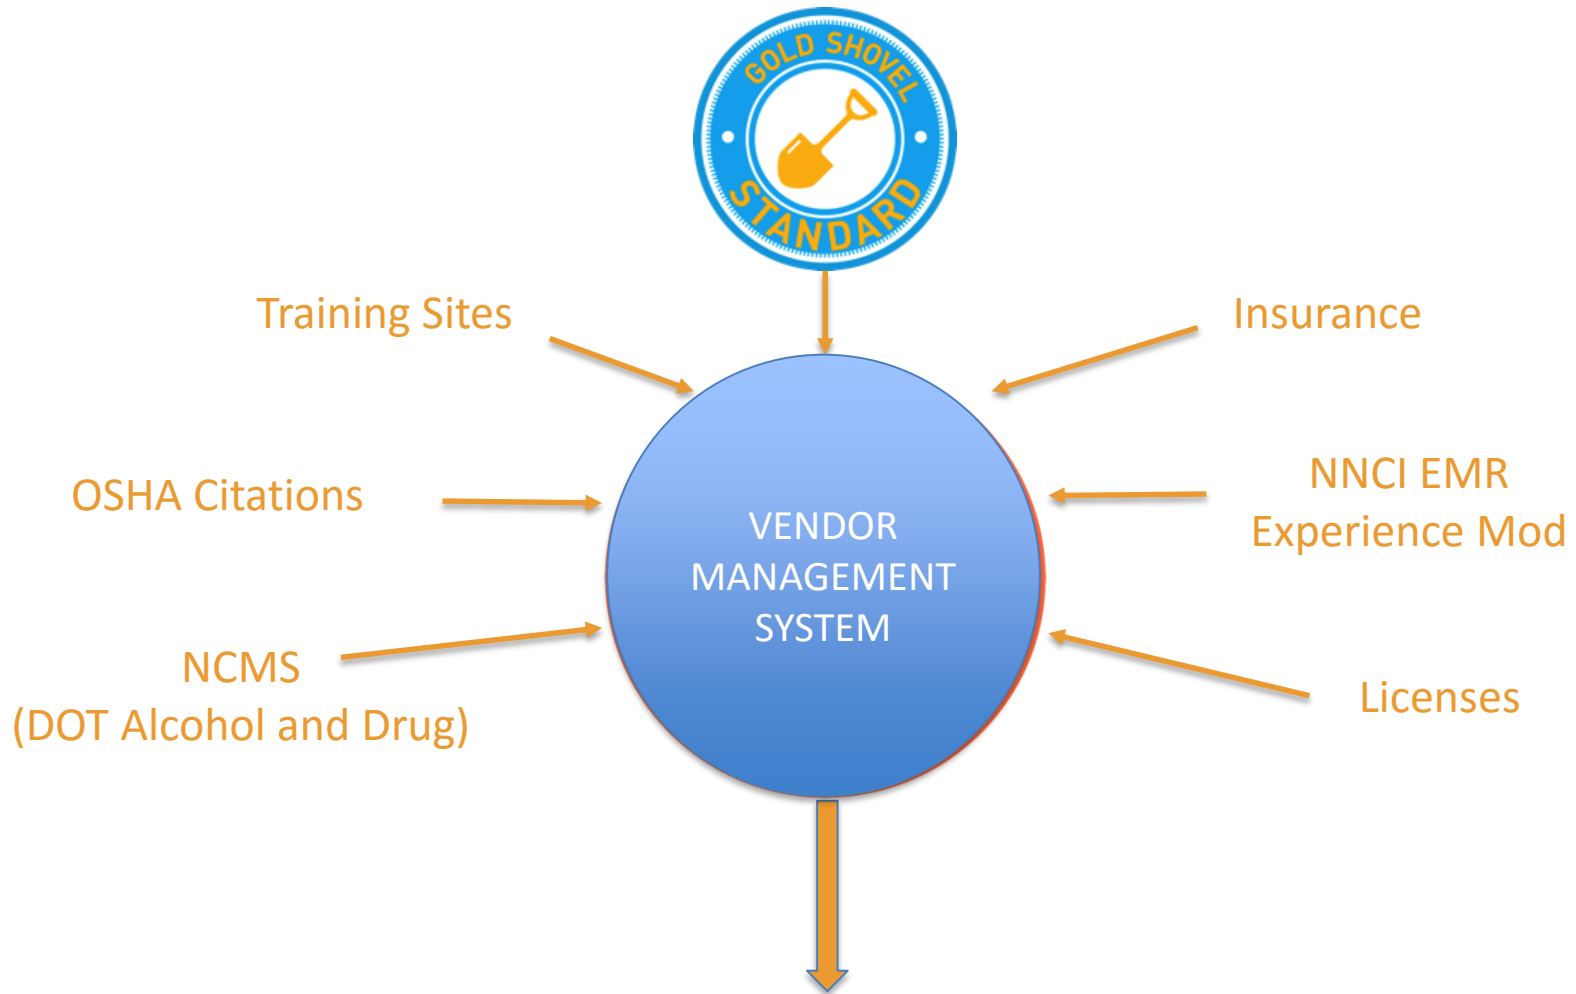 GOLD SHOVEL
STANDARD
Training Sites
Insurance
OSHA Citations
NNCI EMR
Experience Mod
VENDOR
MANAGEMENT
SYSTEM
NCMS
(DOT Alcohol and Drug)
Licenses